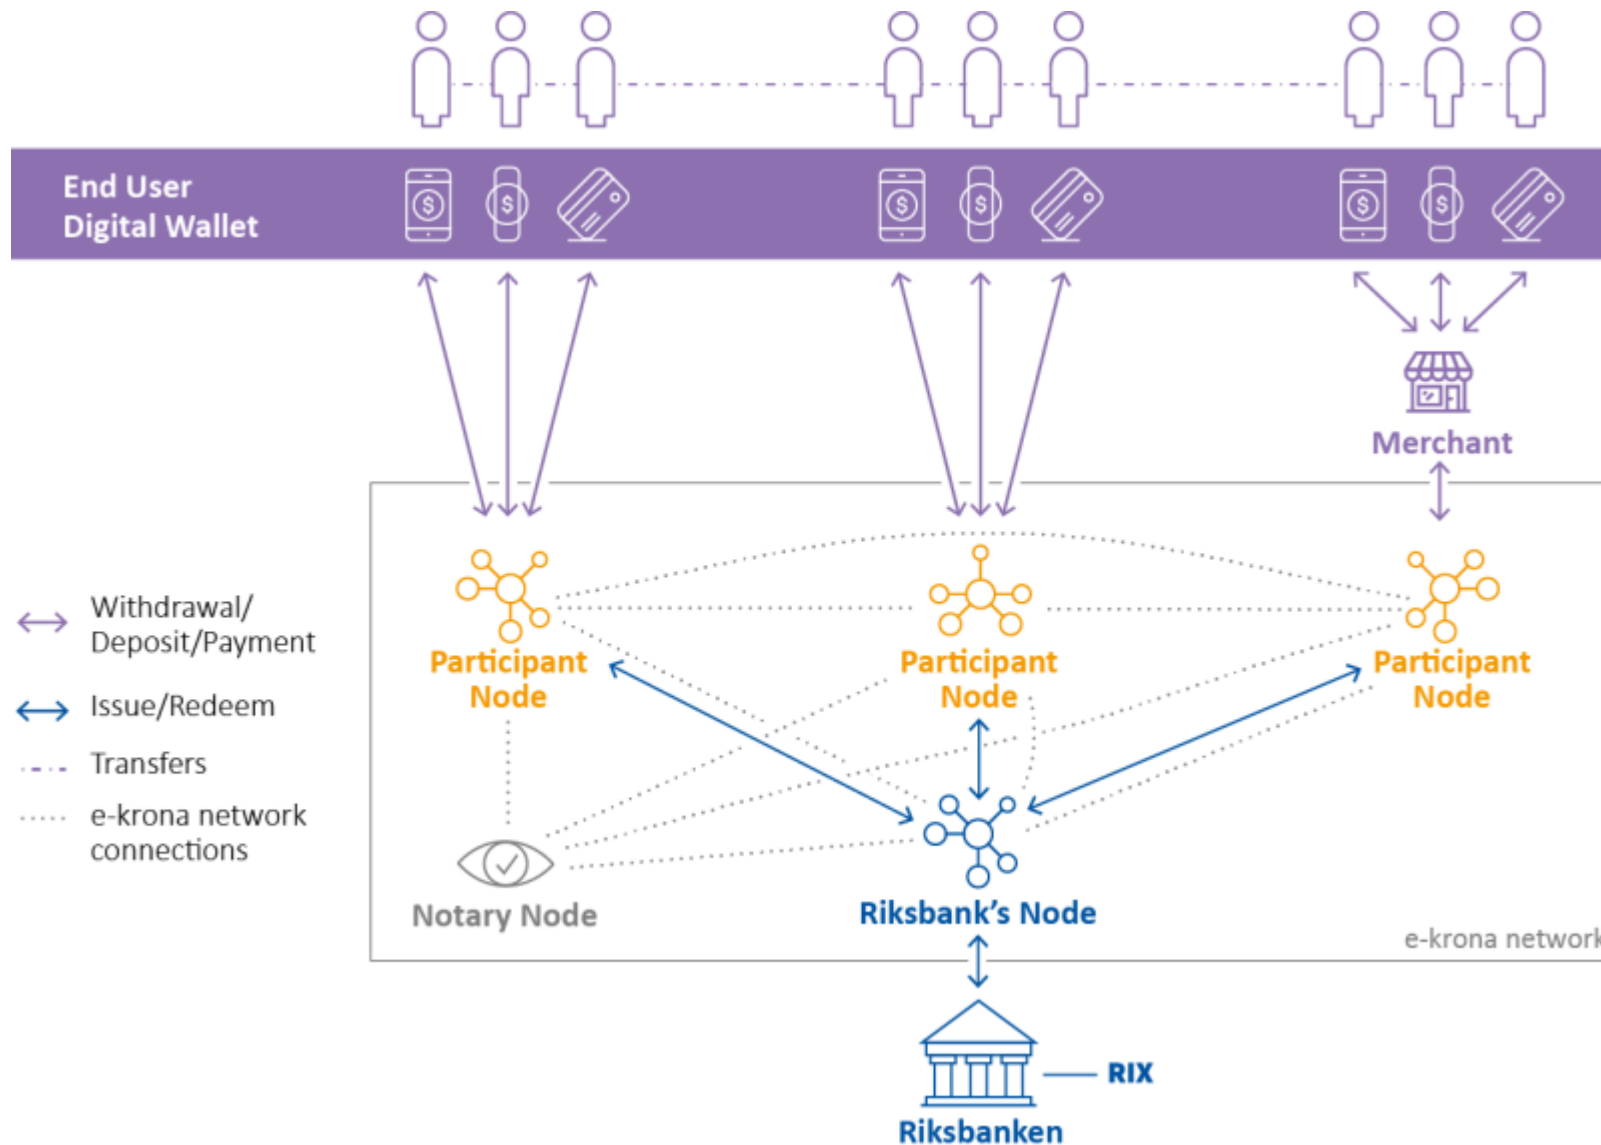 End User
Digital Wallet
$
$
$
$
$
$
Merchant
Withdrawal/
Deposit/Payment
Issue/Redeem
Transfers
e-krona network
connections
Participant
Node
Participant
Node
Participant
Node
Notary Node
Riksbank's Node
e-krona network
RIX
Riksbanken